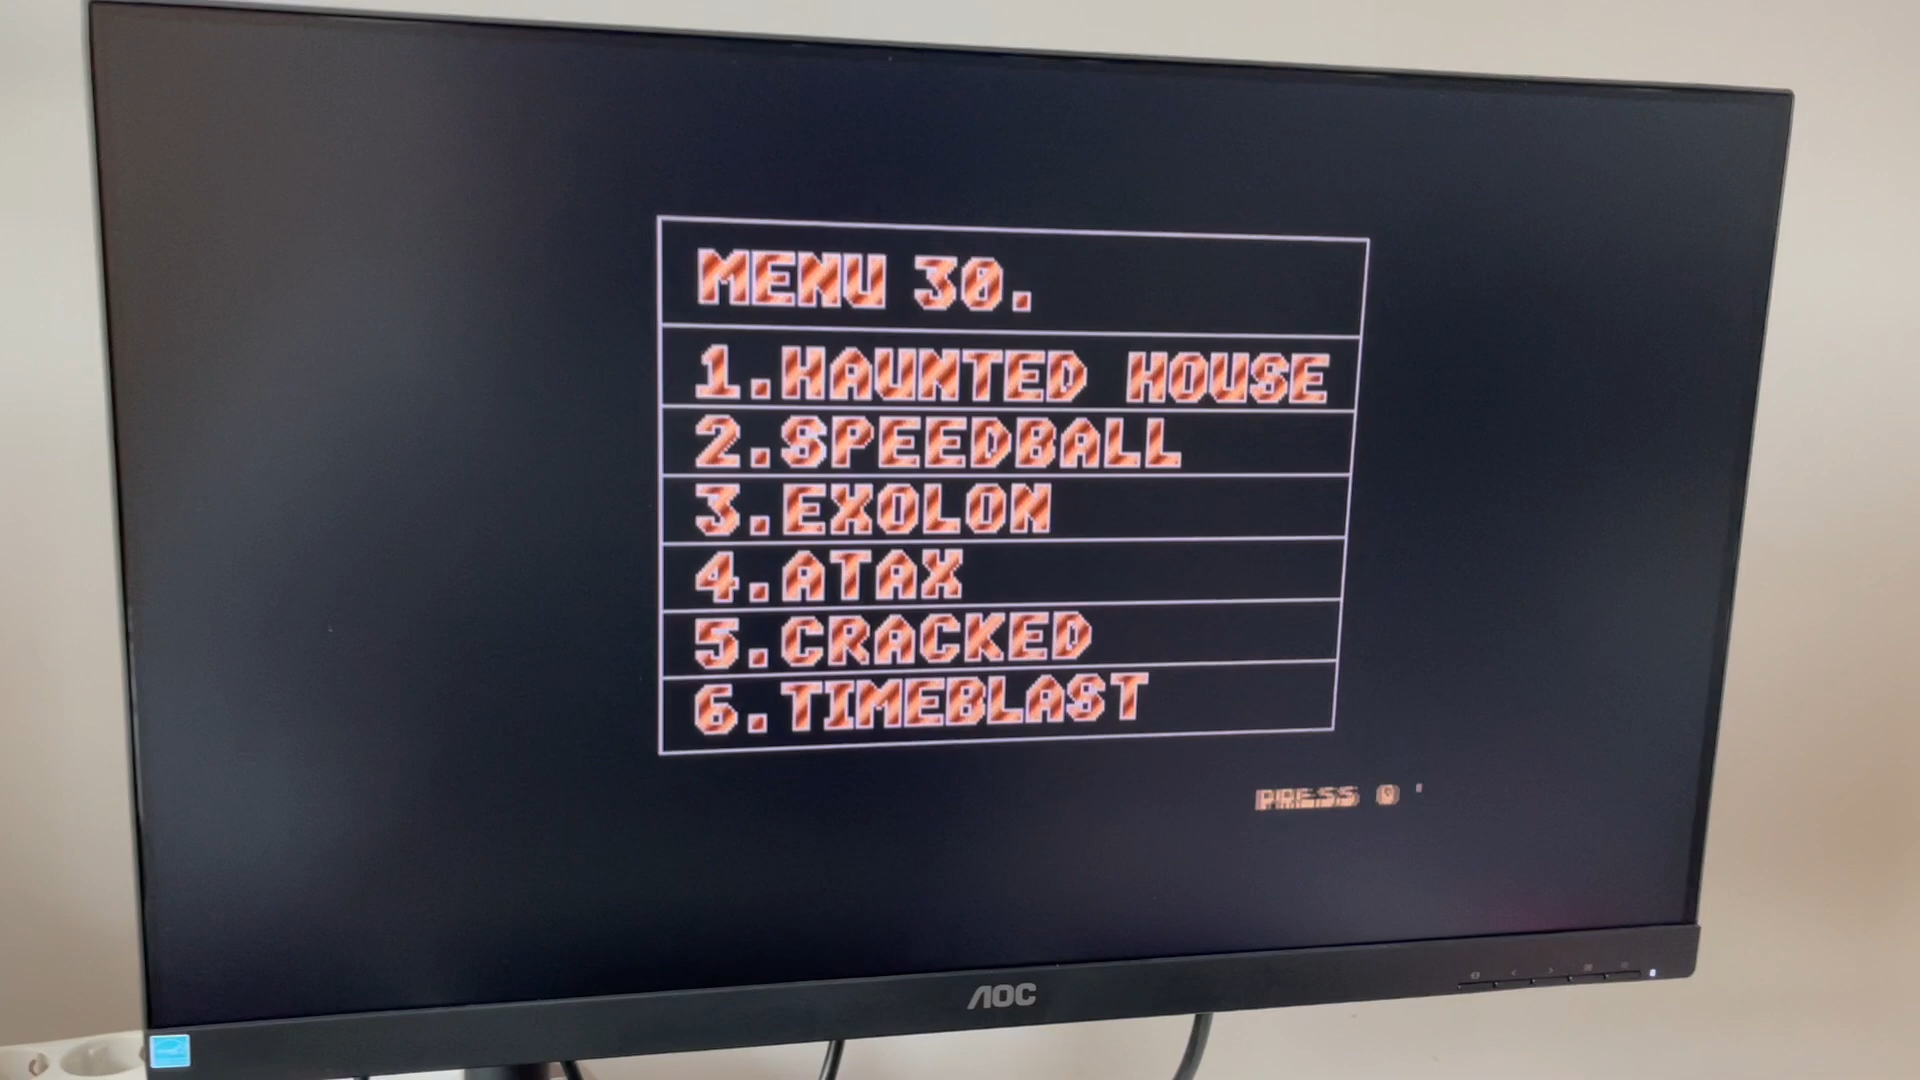 MENU 30.
1.HAUNTED HOUSE
2.SPEEDBALL
3.EXOLON
4.ATAX
5.CRACKED
6.TIMEBLAST
PRESS 0
AOC